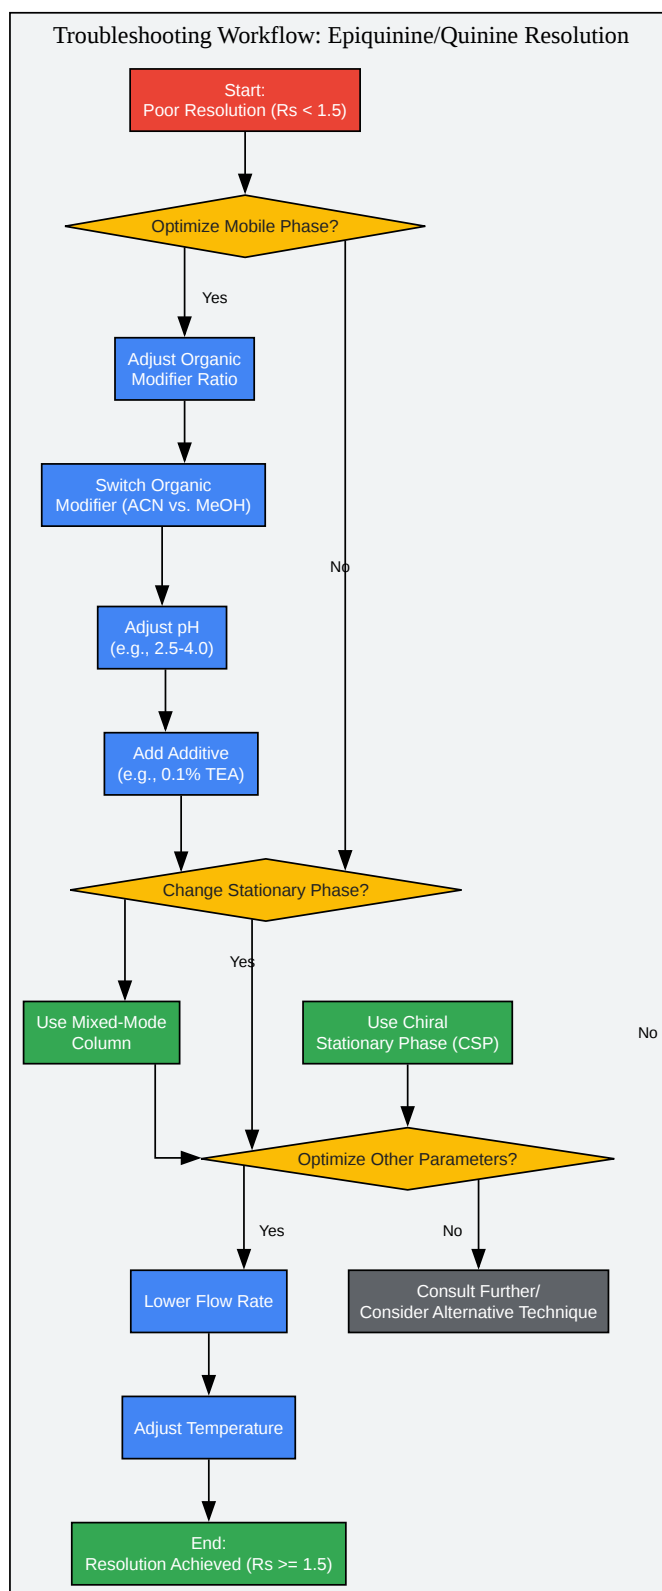 Troubleshooting Workflow: Epiquinine/Quinine Resolution
Start:
Poor Resolution (Rs < 1.5)
Optimize Mobile Phase?
Yes
Adjust Organic
Modifier Ratio
Switch Organic
Modifier (ACN vs. MeOH)
No
Adjust pH
(e.g., 2.5-4.0)
Add Additive
(e.g., 0.1% TEA)
Change Stationary Phase?
Yes
Use Mixed-Mode
Column
Use Chiral
Stationary Phase (CSP)
No
Optimize Other Parameters?
Yes
No
Lower Flow Rate
Consult Further/
Consider Alternative Technique
Adjust Temperature
End:
Resolution Achieved (Rs >= 1.5)